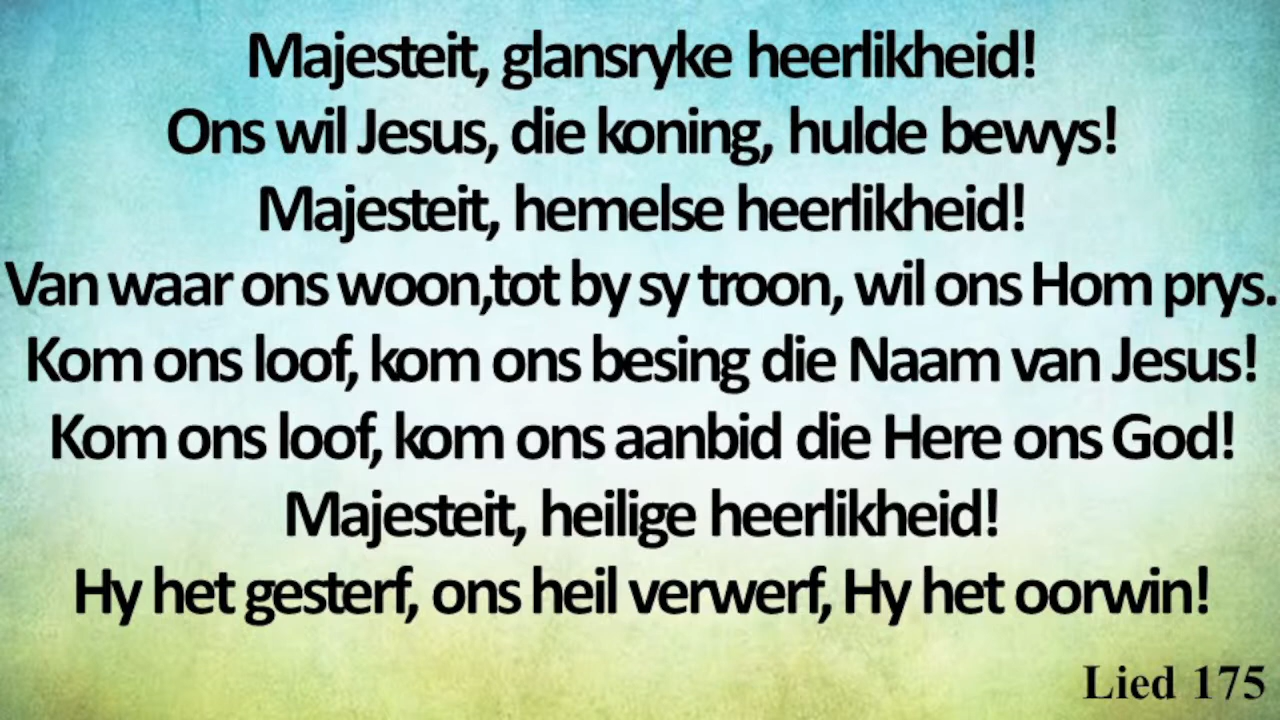 Majesteit, glansryke heerlikheid!
Ons wil Jesus, die koning, hulde bewys!
Majesteit, hemelse heerlikheid!
Van waar ons woon,tot by sy troon, wil ons Hom prys.
Kom ons loof, kom ons besing die Naam van Jesus!
Kom ons loof, kom ons aanbid die Here ons God!
Majesteit, heilige heerlikheid!
Hy het gesterf, ons heil verwerf, Hy het oorwin!
Lied 175